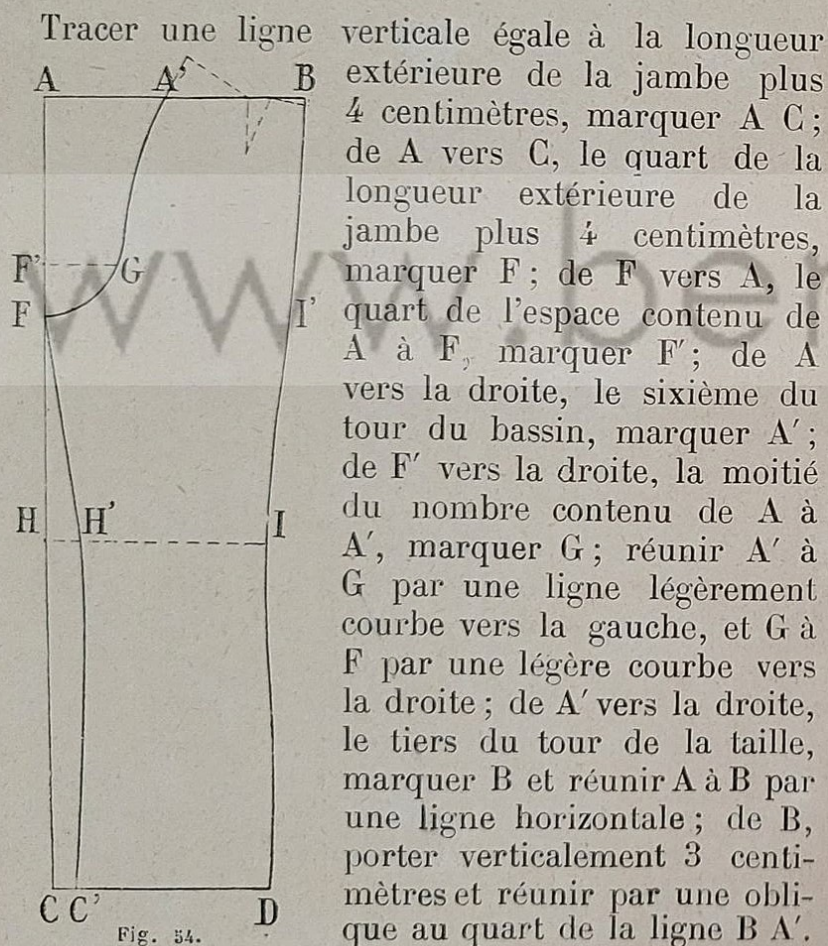 Tracer une ligne verticale égale à la longueur
extérieure de la jambe plus
4 centimètres, marquer A C;
de A vers C, le quart de la
longueur extérieure de la
jambe plus 4 centimètres,
marquer F; de F vers A, le
quart de l'espace contenu de
A à F, marquer F'; de A
vers la droite, le sixième du
tour du bassin, marquer A';
de F' vers la droite, la moitié
du nombre contenu de A à
A', marquer G; réunir A' à
G par une ligne légèrement
courbe vers la gauche, et G à
F par une légère courbe vers
la droite; de A' vers la droite,
le tiers du tour de la taille,
marquer B et réunir A à B par
une ligne horizontale; de B,
porter verticalement 3 centi-
mètres et réunir par une obli-
que au quart de la ligne B A'.
A A' B
F' G
F I'
H H' I
C C' D
Fig. 54.
www.ber